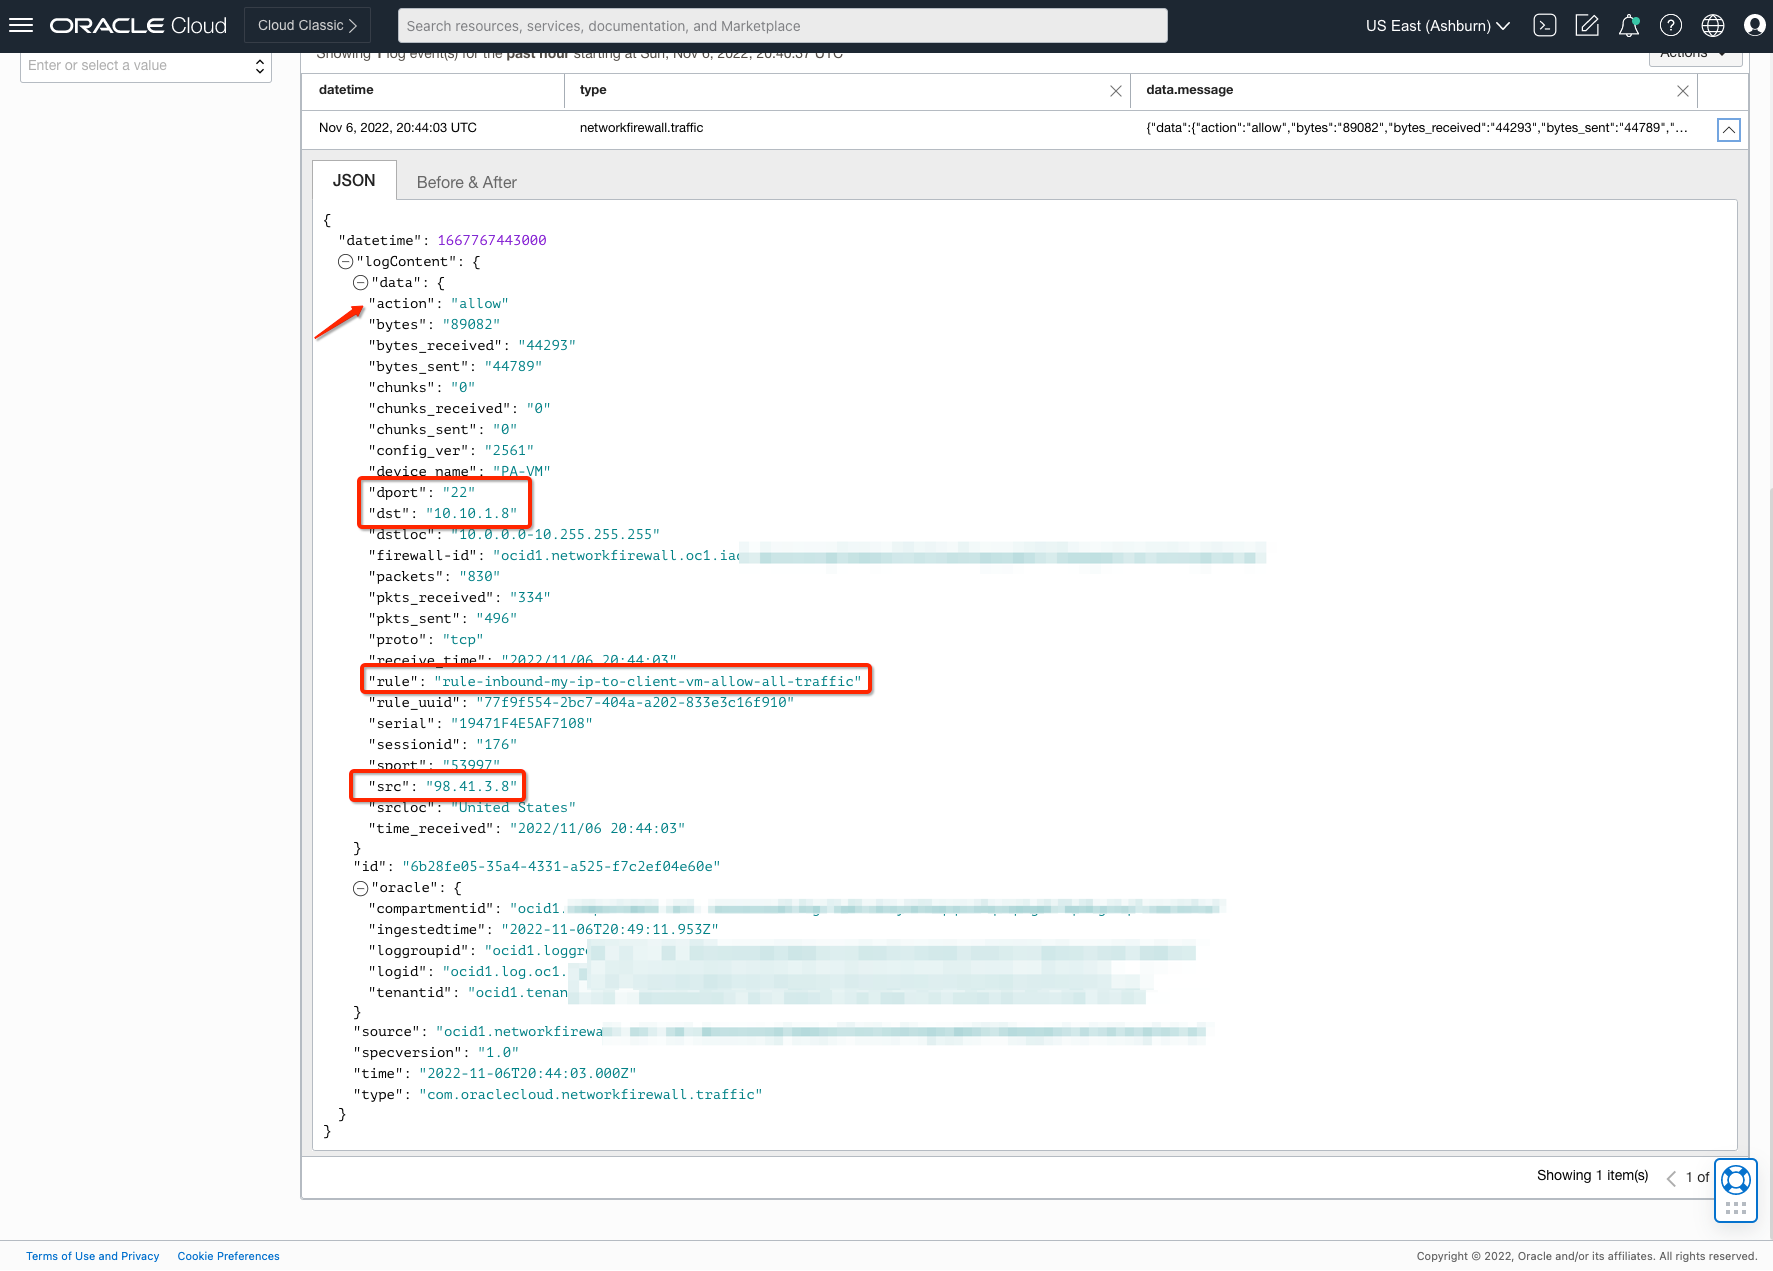 ORACLE Cloud
Cloud Classic
Search resources, services, documentation, and Marketplace
US East (Ashburn)
Enter or select a value
Showing 1 log event(s) for the past hour starting at Sun, Nov 6, 2022, 20:40:37 UTC
Actions
datetime type data.message
Nov 6, 2022, 20:44:03 UTC networkfirewall.traffic {"data":{"action":"allow","bytes":"89082","bytes_received":"44293","bytes_sent":"44789","...
JSON Before & After
{
"datetime": 1667767443000
"logContent": {
"data": {
"action": "allow"
"bytes": "89082"
"bytes_received": "44293"
"bytes_sent": "44789"
"chunks": "0"
"chunks_received": "0"
"chunks_sent": "0"
"config_ver": "2561"
"device_name": "PA-VM"
"dport": "22"
"dst": "10.10.1.8"
"dstloc": "10.0.0.0-10.255.255.255"
"firewall-id": "ocid1.networkfirewall.oc1.iad
"packets": "830"
"pkts_received": "334"
"pkts_sent": "496"
"proto": "tcp"
"receive_time": "2022/11/06 20:44:03"
"rule": "rule-inbound-my-ip-to-client-vm-allow-all-traffic"
"rule_uuid": "77f9f554-2bc7-404a-a202-833e3c16f910"
"serial": "19471F4E5AF7108"
"sessionid": "176"
"sport": "53997"
"src": "98.41.3.8"
"srcloc": "United States"
"time_received": "2022/11/06 20:44:03"
}
"id": "6b28fe05-35a4-4331-a525-f7c2ef04e60e"
"oracle": {
"compartmentid": "ocid1.
"ingestedtime": "2022-11-06T20:49:11.953Z"
"loggroupid": "ocid1.loggr
"logid": "ocid1.log.oc1.
"tenantid": "ocid1.tenan
}
"source": "ocid1.networkfirewa
"specversion": "1.0"
"time": "2022-11-06T20:44:03.000Z"
"type": "com.oraclecloud.networkfirewall.traffic"
}
}
Showing 1 item(s) 1 of
Terms of Use and Privacy Cookie Preferences
Copyright © 2022, Oracle and/or its affiliates. All rights reserved.